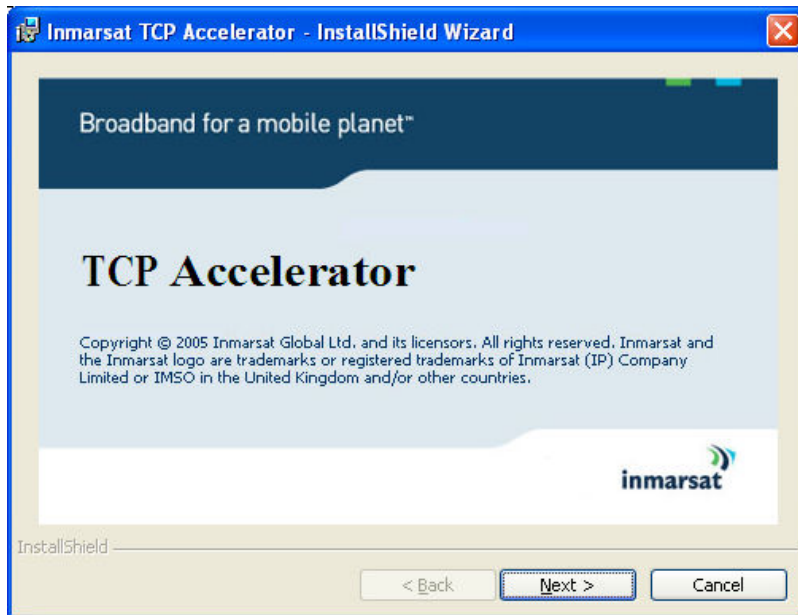 Inmarsat TCP Accelerator - InstallShield Wizard
Broadband for a mobile planet™
TCP Accelerator
Copyright © 2005 Inmarsat Global Ltd. and its licensors. All rights reserved. Inmarsat and
the Inmarsat logo are trademarks or registered trademarks of Inmarsat (IP) Company
Limited or IMSO in the United Kingdom and/or other countries.
inmarsat
InstallShield
< Back
Next >
Cancel